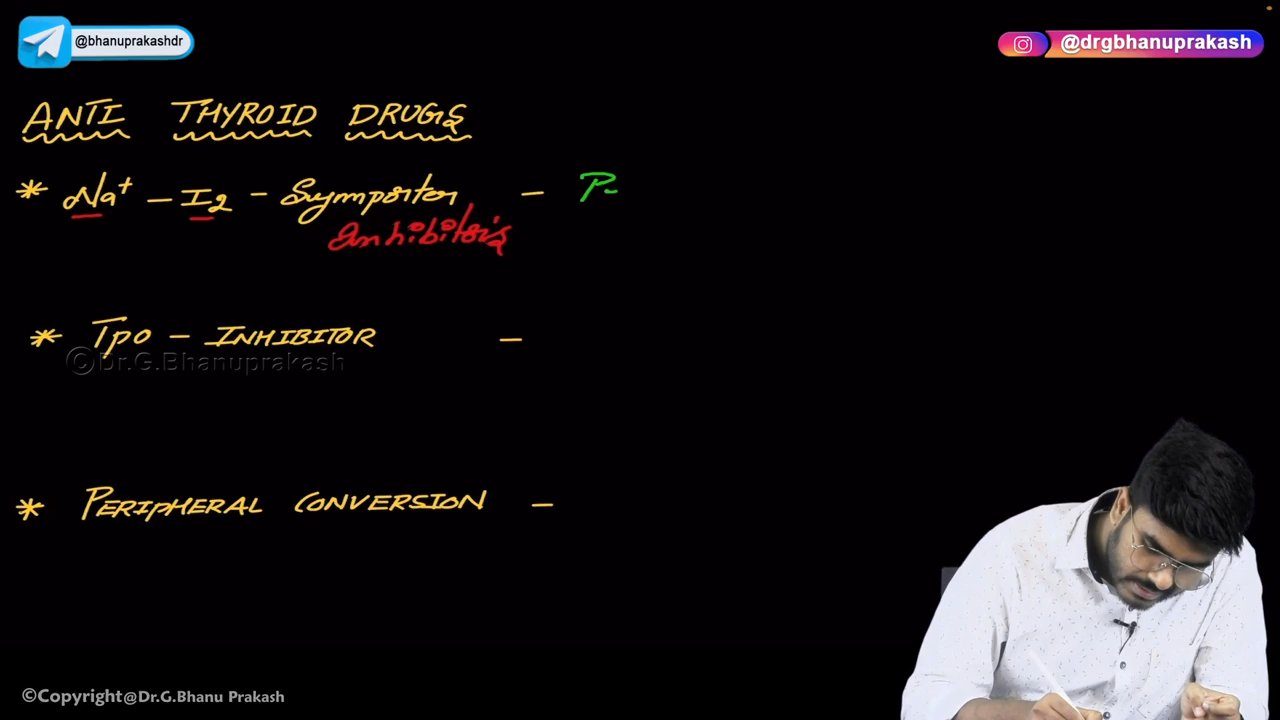 @bhanuprakashdr
@drgbhanuprakash
ANTI THYROID DRUGS
* Na⁺ - I₂ - Symporter - P-
Inhibitors
* Tpo - INHIBITOR -
©Dr.G.Bhanuprakash
* PERIPHERAL CONVERSION -
©Copyright@Dr.G.Bhanu Prakash